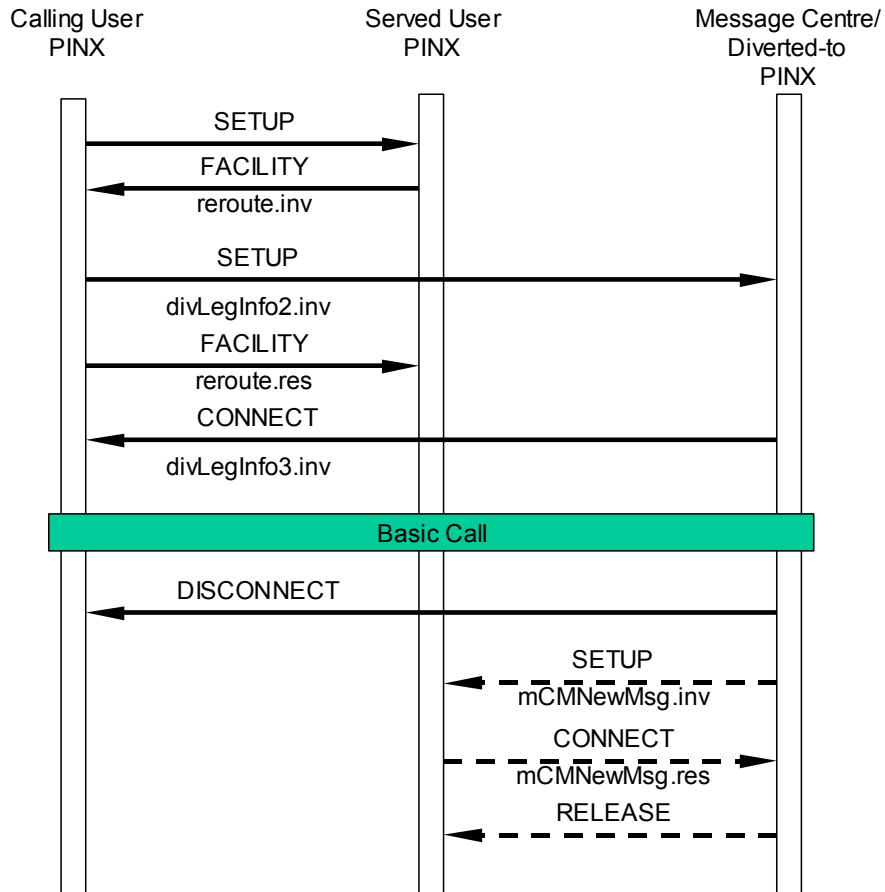 Calling User
PINX
Served User
PINX
Message Centre/
Diverted-to
PINX
SETUP
FACILITY
reroute.inv
SETUP
divLegInfo2.inv
FACILITY
reroute.res
CONNECT
divLegInfo3.inv
Basic Call
DISCONNECT
SETUP
mCMNewMsg.inv
CONNECT
mCMNewMsg.res
RELEASE